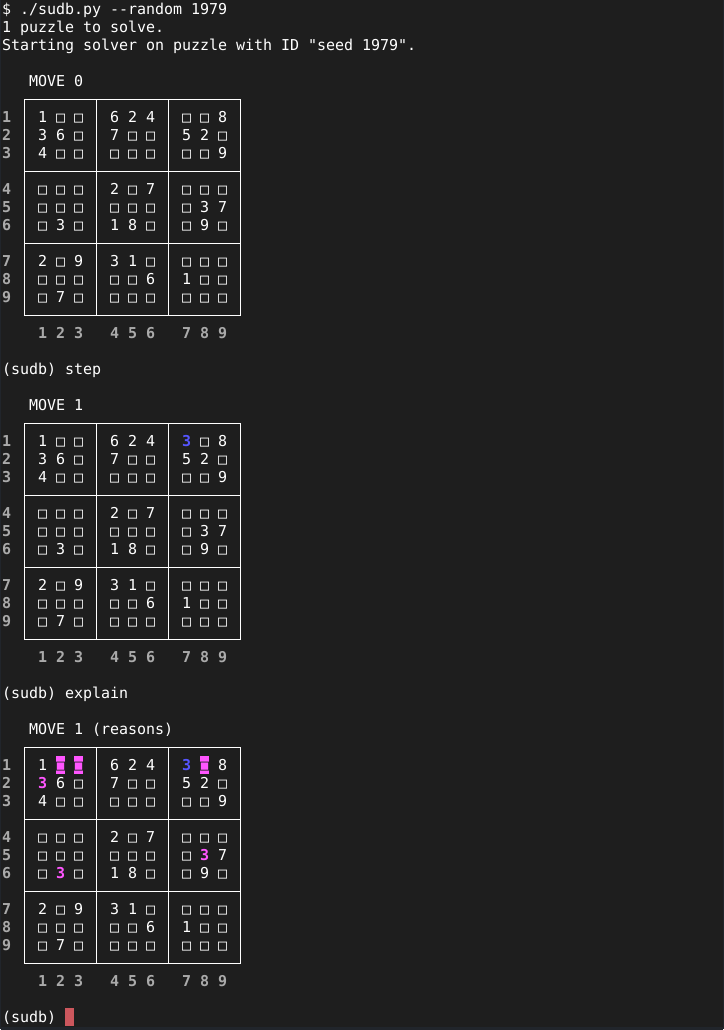 $ ./sudb.py --random 1979
1 puzzle to solve.
Starting solver on puzzle with ID "seed 1979".
MOVE 0
1 1 □ □ 6 2 4 □ □ 8
2 3 6 □ 7 □ □ 5 2 □
3 4 □ □ □ □ □ □ □ 9
4 □ □ □ 2 □ 7 □ □ □
5 □ □ □ □ □ □ □ 3 7
6 □ 3 □ 1 8 □ □ 9 □
7 2 □ 9 3 1 □ □ □ □
8 □ □ □ □ □ 6 1 □ □
9 □ 7 □ □ □ □ □ □ □
1 2 3 4 5 6 7 8 9
(sudb) step
MOVE 1
1 1 □ □ 6 2 4 3 □ 8
2 3 6 □ 7 □ □ 5 2 □
3 4 □ □ □ □ □ □ □ 9
4 □ □ □ 2 □ 7 □ □ □
5 □ □ □ □ □ □ □ 3 7
6 □ 3 □ 1 8 □ □ 9 □
7 2 □ 9 3 1 □ □ □ □
8 □ □ □ □ □ 6 1 □ □
9 □ 7 □ □ □ □ □ □ □
1 2 3 4 5 6 7 8 9
(sudb) explain
MOVE 1 (reasons)
1 1 □ □ 6 2 4 3 □ 8
2 3 6 □ 7 □ □ 5 2 □
3 4 □ □ □ □ □ □ □ 9
4 □ □ □ 2 □ 7 □ □ □
5 □ □ □ □ □ □ □ 3 7
6 □ 3 □ 1 8 □ □ 9 □
7 2 □ 9 3 1 □ □ □ □
8 □ □ □ □ □ 6 1 □ □
9 □ 7 □ □ □ □ □ □ □
1 2 3 4 5 6 7 8 9
(sudb)